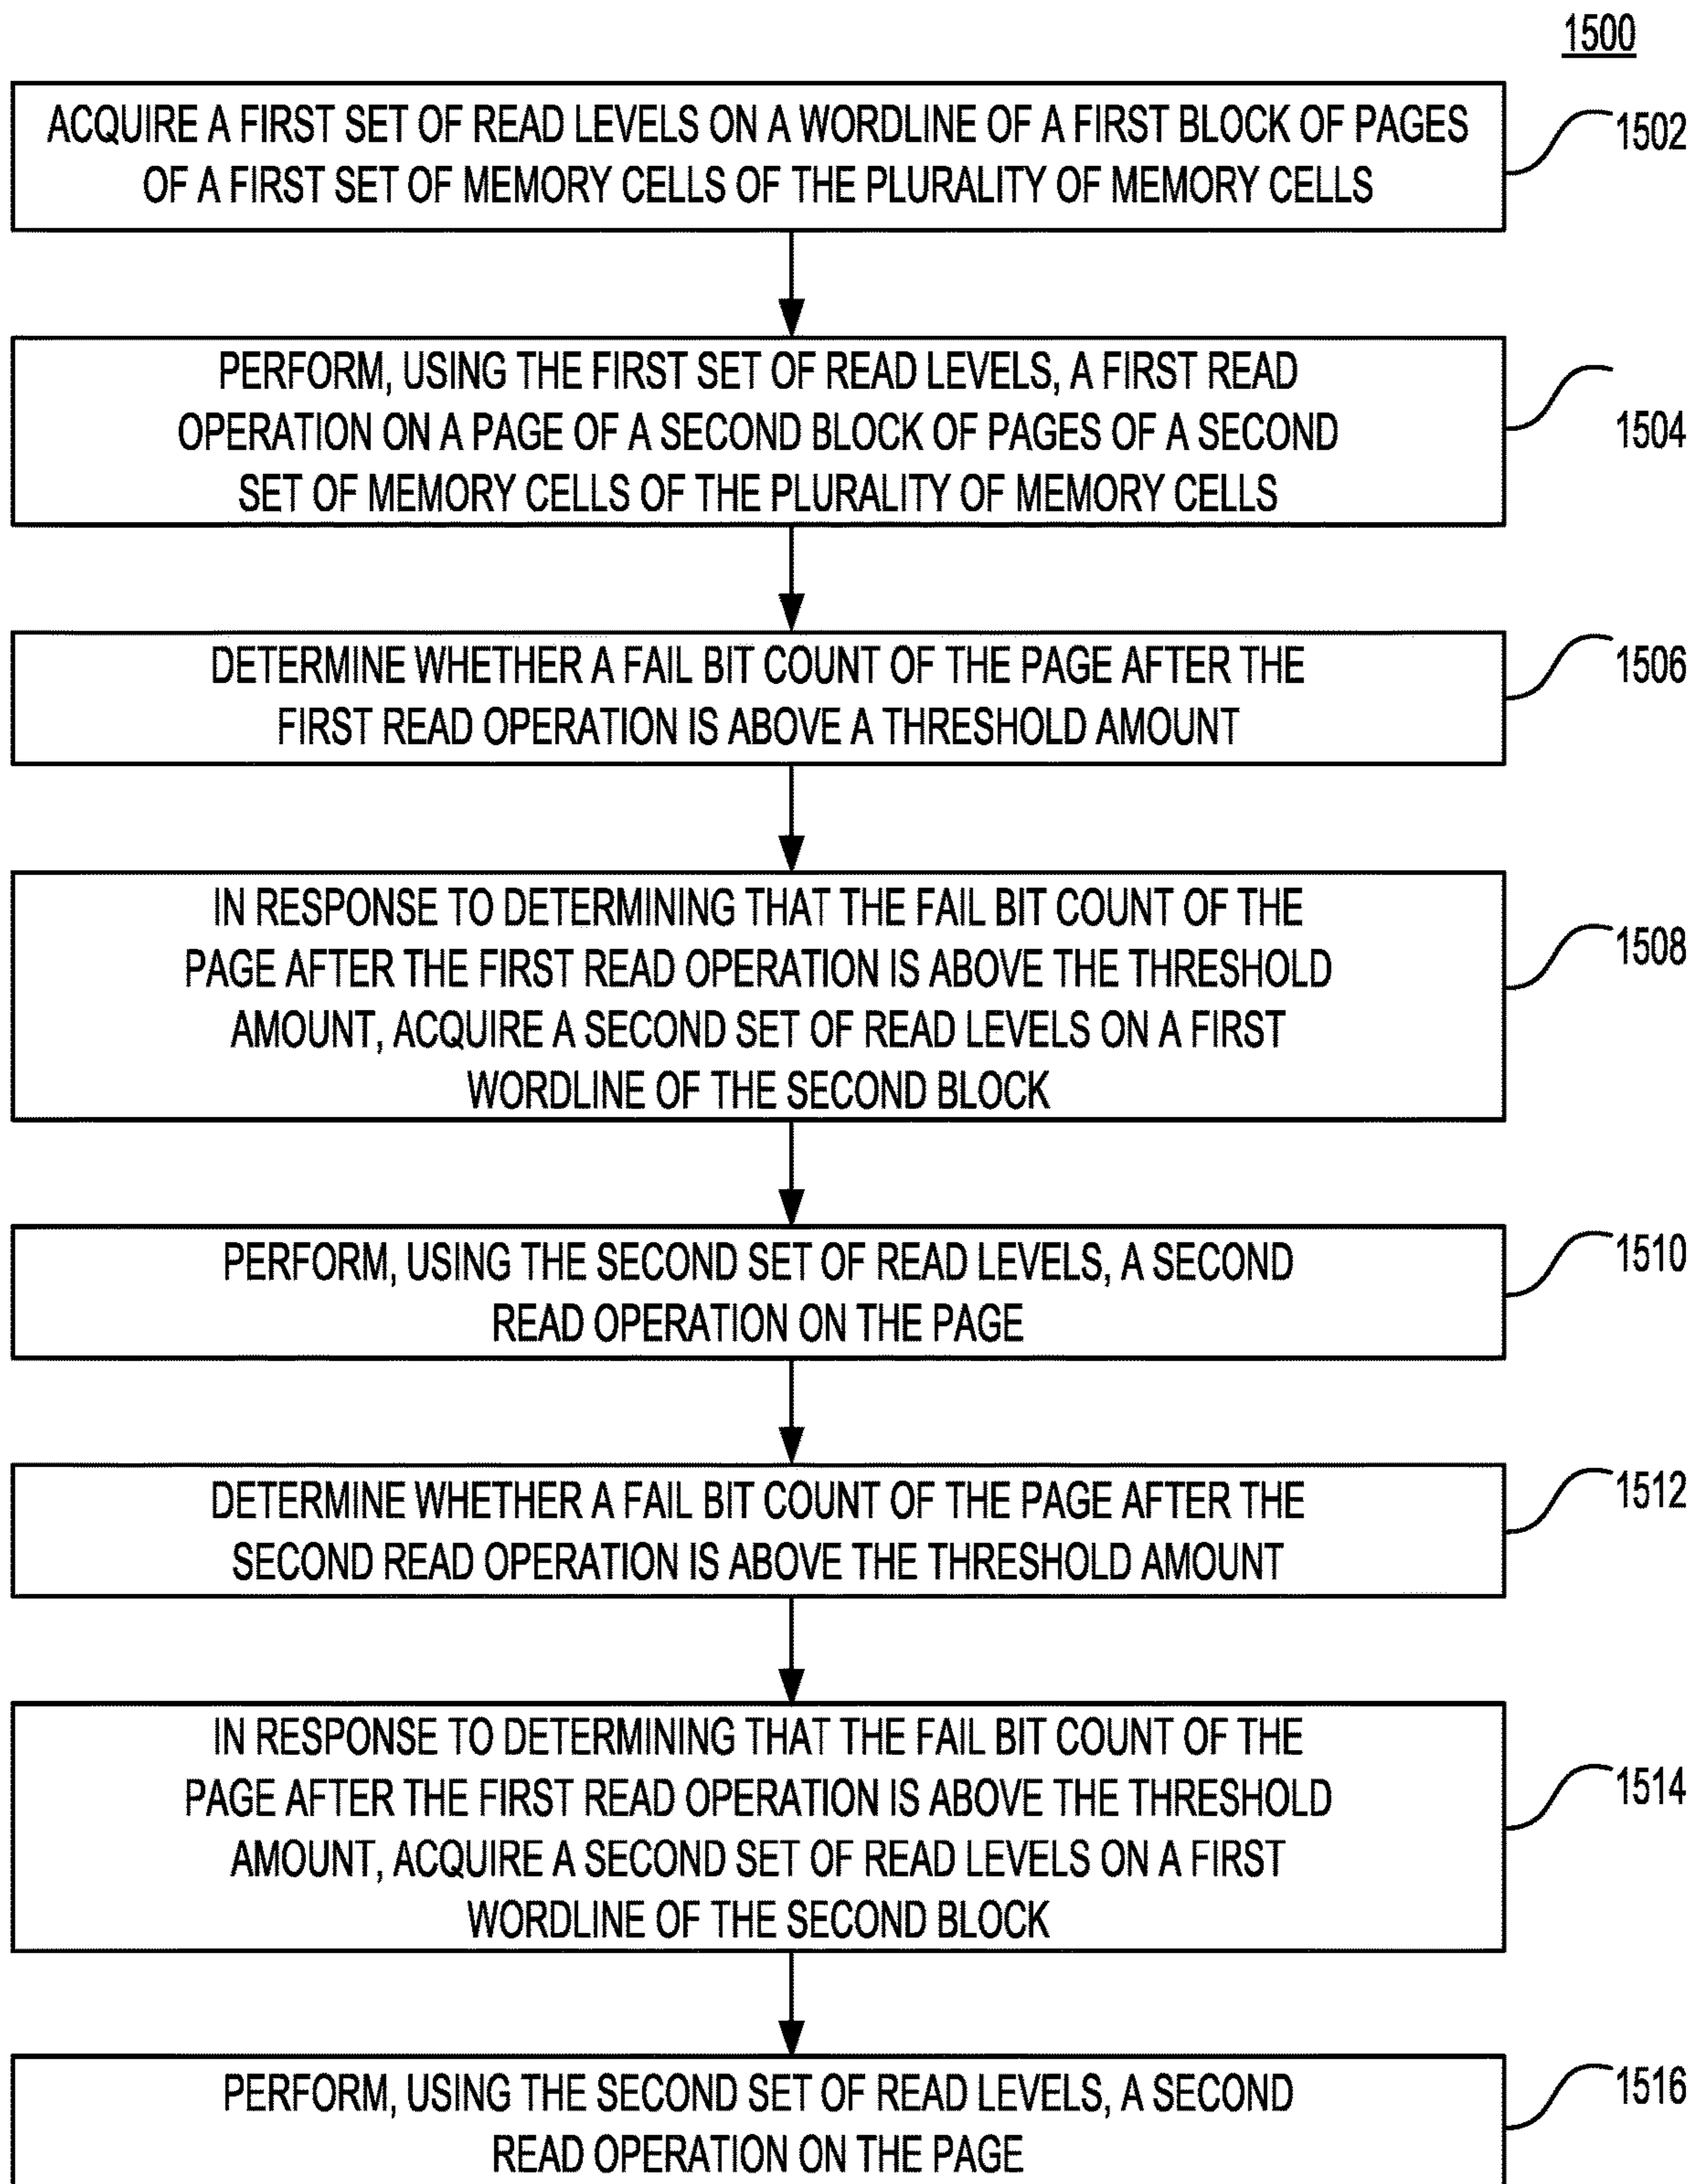 1500
ACQUIRE A FIRST SET OF READ LEVELS ON A WORDLINE OF A FIRST BLOCK OF PAGES
OF A FIRST SET OF MEMORY CELLS OF THE PLURALITY OF MEMORY CELLS
1502
PERFORM, USING THE FIRST SET OF READ LEVELS, A FIRST READ
OPERATION ON A PAGE OF A SECOND BLOCK OF PAGES OF A SECOND
SET OF MEMORY CELLS OF THE PLURALITY OF MEMORY CELLS
1504
DETERMINE WHETHER A FAIL BIT COUNT OF THE PAGE AFTER THE
FIRST READ OPERATION IS ABOVE A THRESHOLD AMOUNT
1506
IN RESPONSE TO DETERMINING THAT THE FAIL BIT COUNT OF THE
PAGE AFTER THE FIRST READ OPERATION IS ABOVE THE THRESHOLD
AMOUNT, ACQUIRE A SECOND SET OF READ LEVELS ON A FIRST
WORDLINE OF THE SECOND BLOCK
1508
PERFORM, USING THE SECOND SET OF READ LEVELS, A SECOND
READ OPERATION ON THE PAGE
1510
DETERMINE WHETHER A FAIL BIT COUNT OF THE PAGE AFTER THE
SECOND READ OPERATION IS ABOVE THE THRESHOLD AMOUNT
1512
IN RESPONSE TO DETERMINING THAT THE FAIL BIT COUNT OF THE
PAGE AFTER THE FIRST READ OPERATION IS ABOVE THE THRESHOLD
AMOUNT, ACQUIRE A SECOND SET OF READ LEVELS ON A FIRST
WORDLINE OF THE SECOND BLOCK
1514
PERFORM, USING THE SECOND SET OF READ LEVELS, A SECOND
READ OPERATION ON THE PAGE
1516